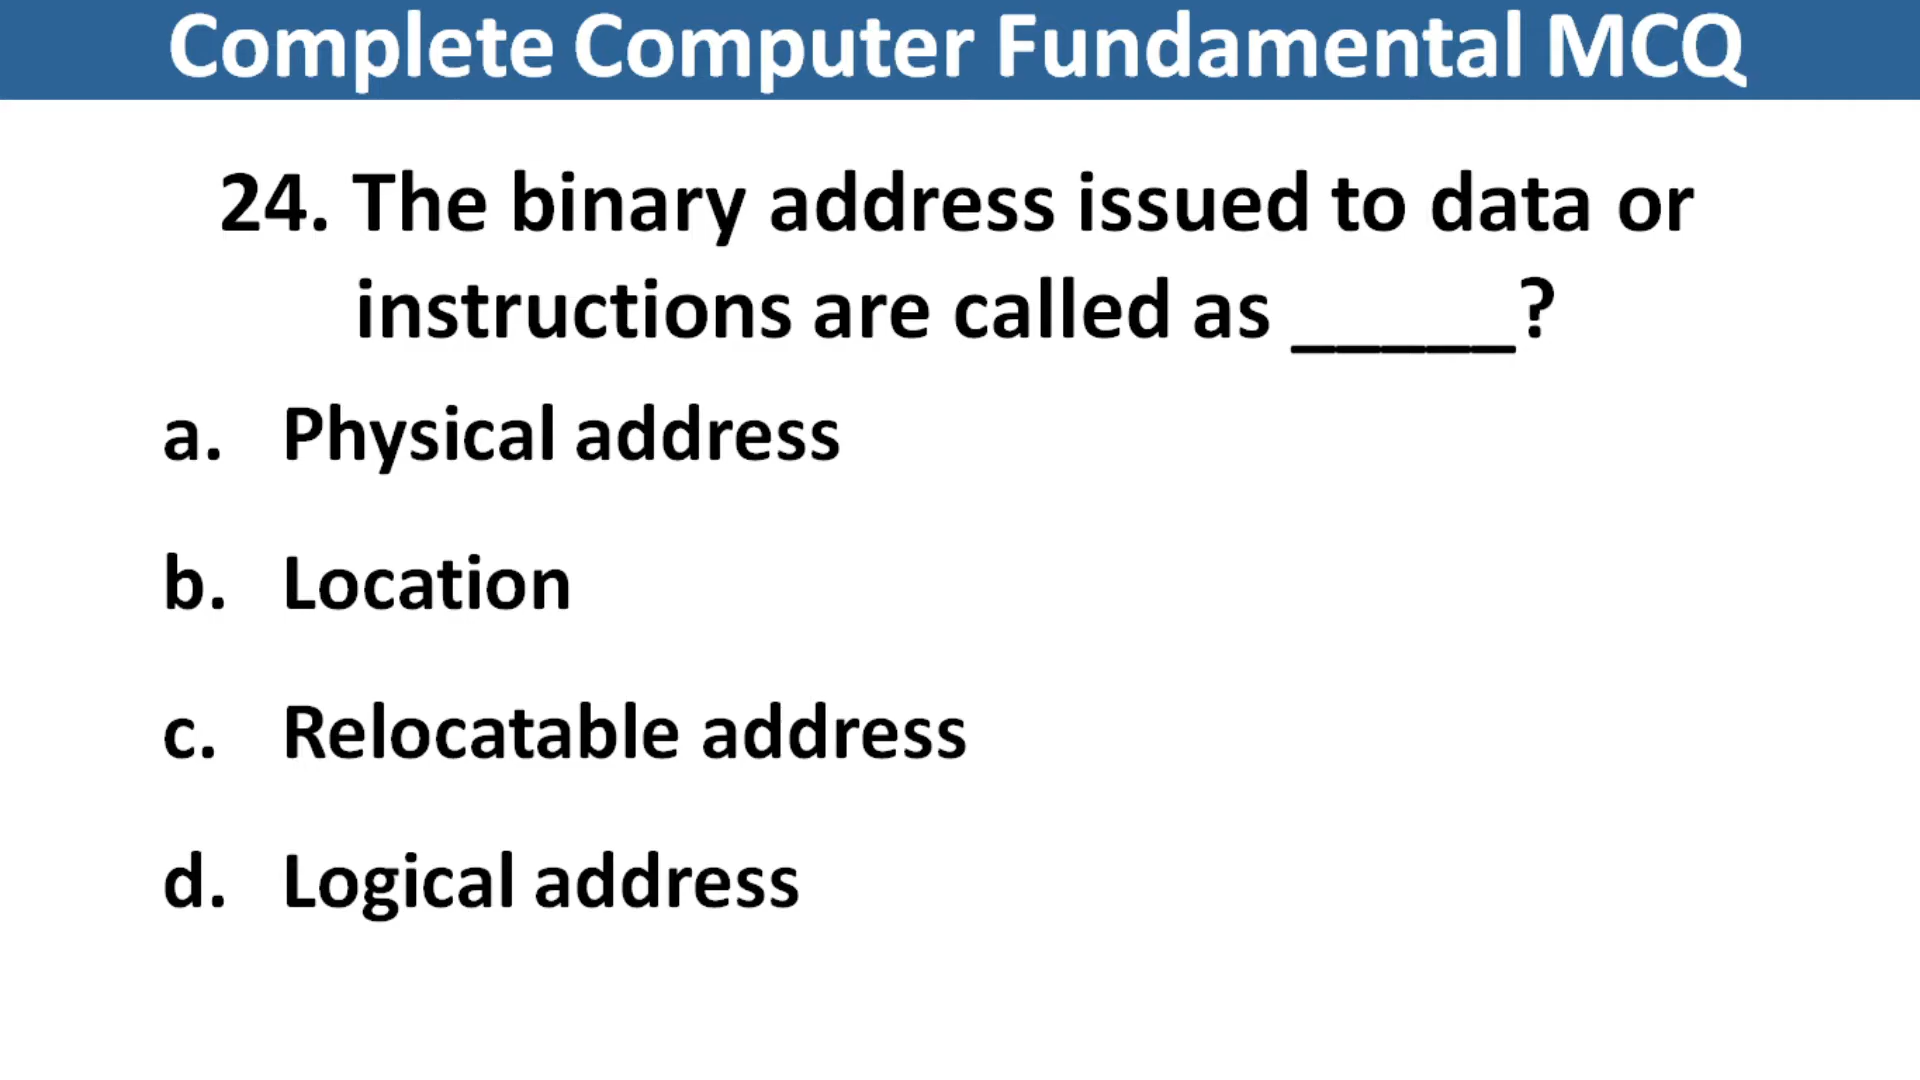 Complete Computer Fundamental MCQ
24. The binary address issued to data or
instructions are called as _____?
a. Physical address
b. Location
c. Relocatable address
d. Logical address